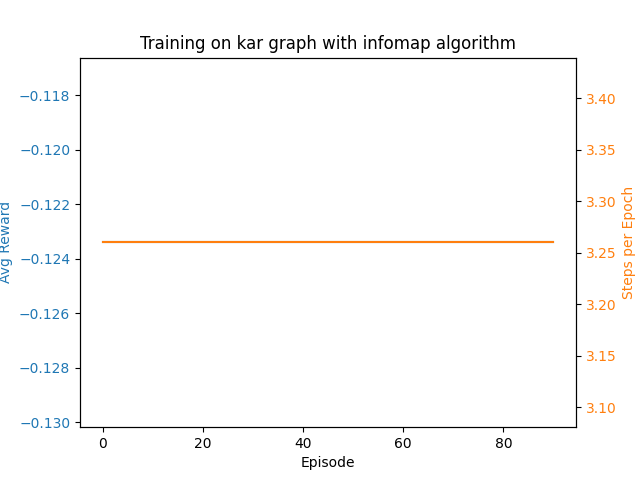 Training on kar graph with infomap algorithm
−0.118
−0.120
−0.122
−0.124
−0.126
−0.128
−0.130
Avg Reward
3.40
3.35
3.30
3.25
3.20
3.15
3.10
Steps per Epoch
0 20 40 60 80
Episode